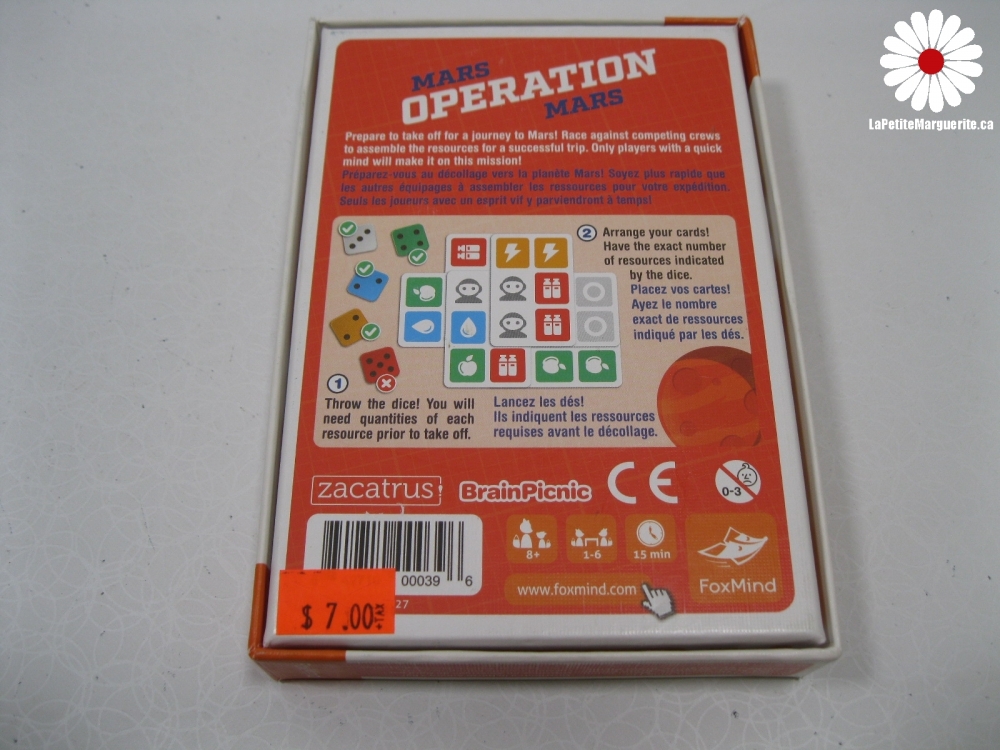 LaPetiteMarguerite.ca
MARS
OPERATION
MARS
Prepare to take off for a journey to Mars! Race against competing crews
to assemble the resources for a successful trip. Only players with a quick
mind will make it on this mission!
Préparez-vous au décollage vers la planète Mars! Soyez plus rapide que
les autres équipages à assembler les ressources pour votre expédition.
Seuls les joueurs avec un esprit vif y parviendront à temps!
2 Arrange your cards!
Have the exact number
of resources indicated
by the dice.
Placez vos cartes!
Ayez le nombre
exact de ressources
indiqué par les dés.
1
Throw the dice! You will
need quantities of each
resource prior to take off.
Lancez les dés!
Ils indiquent les ressources
requises avant le décollage.
zacatrus!
BrainPicnic
CE
0-3
8+
1-6
15 min
FoxMind
www.foxmind.com
00039 6
27
$ 7.00 +TAX